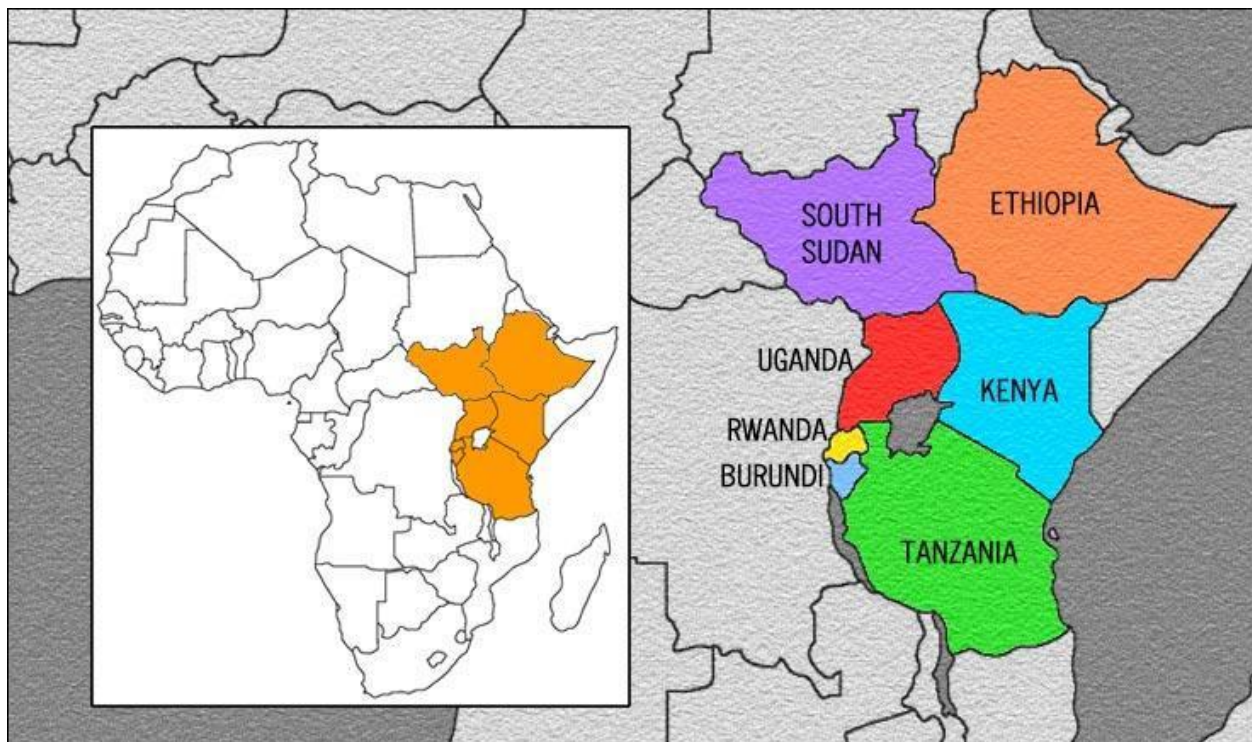 ETHIOPIA
SOUTH
SUDAN
UGANDA
KENYA
RWANDA
BURUNDI
TANZANIA